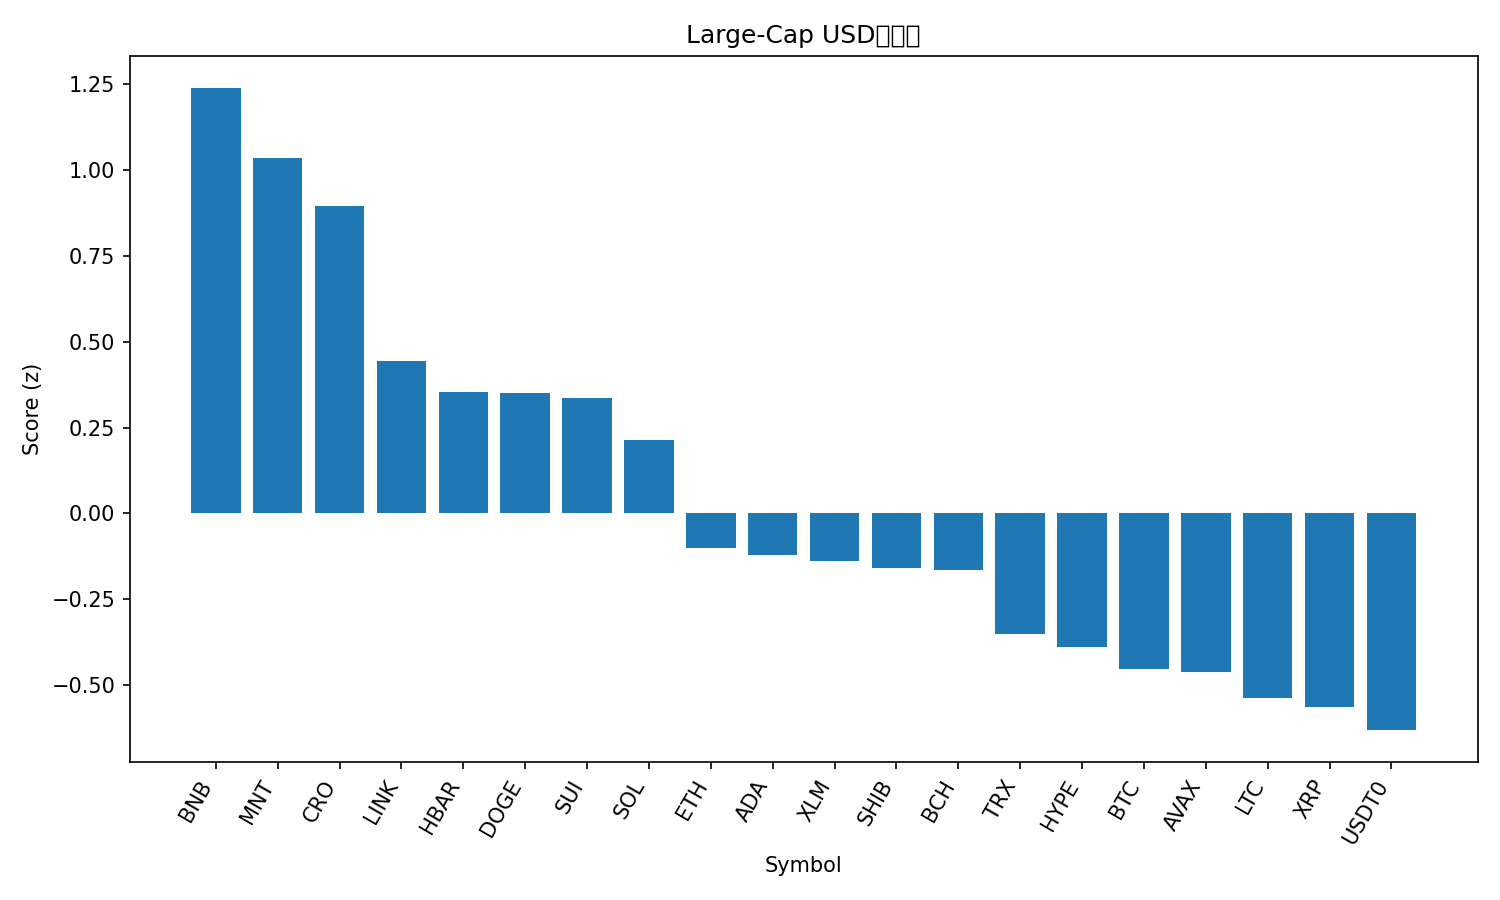 Large-Cap USD
1.25
1.00
0.75
0.50
0.25
0.00
−0.25
−0.50
Score (z)
BNB
MNT
CRO
LINK
HBAR
DOGE
SUI
SOL
ETH
ADA
XLM
SHIB
BCH
TRX
HYPE
BTC
AVAX
LTC
XRP
USDT0
Symbol